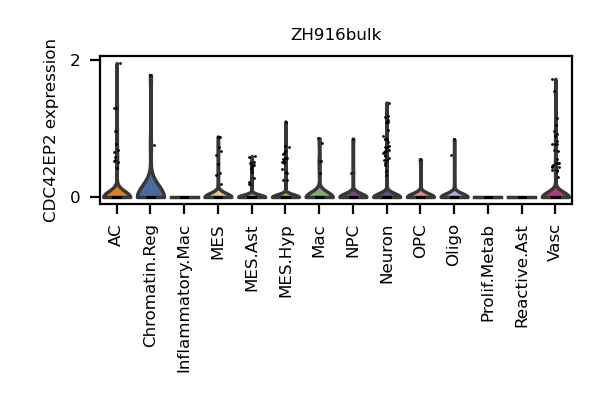 ZH916bulk
CDC42EP2 expression
2
0
AC
Chromatin.Reg
Inflammatory.Mac
MES
MES.Ast
MES.Hyp
Mac
NPC
Neuron
OPC
Oligo
Prolif.Metab
Reactive.Ast
Vasc